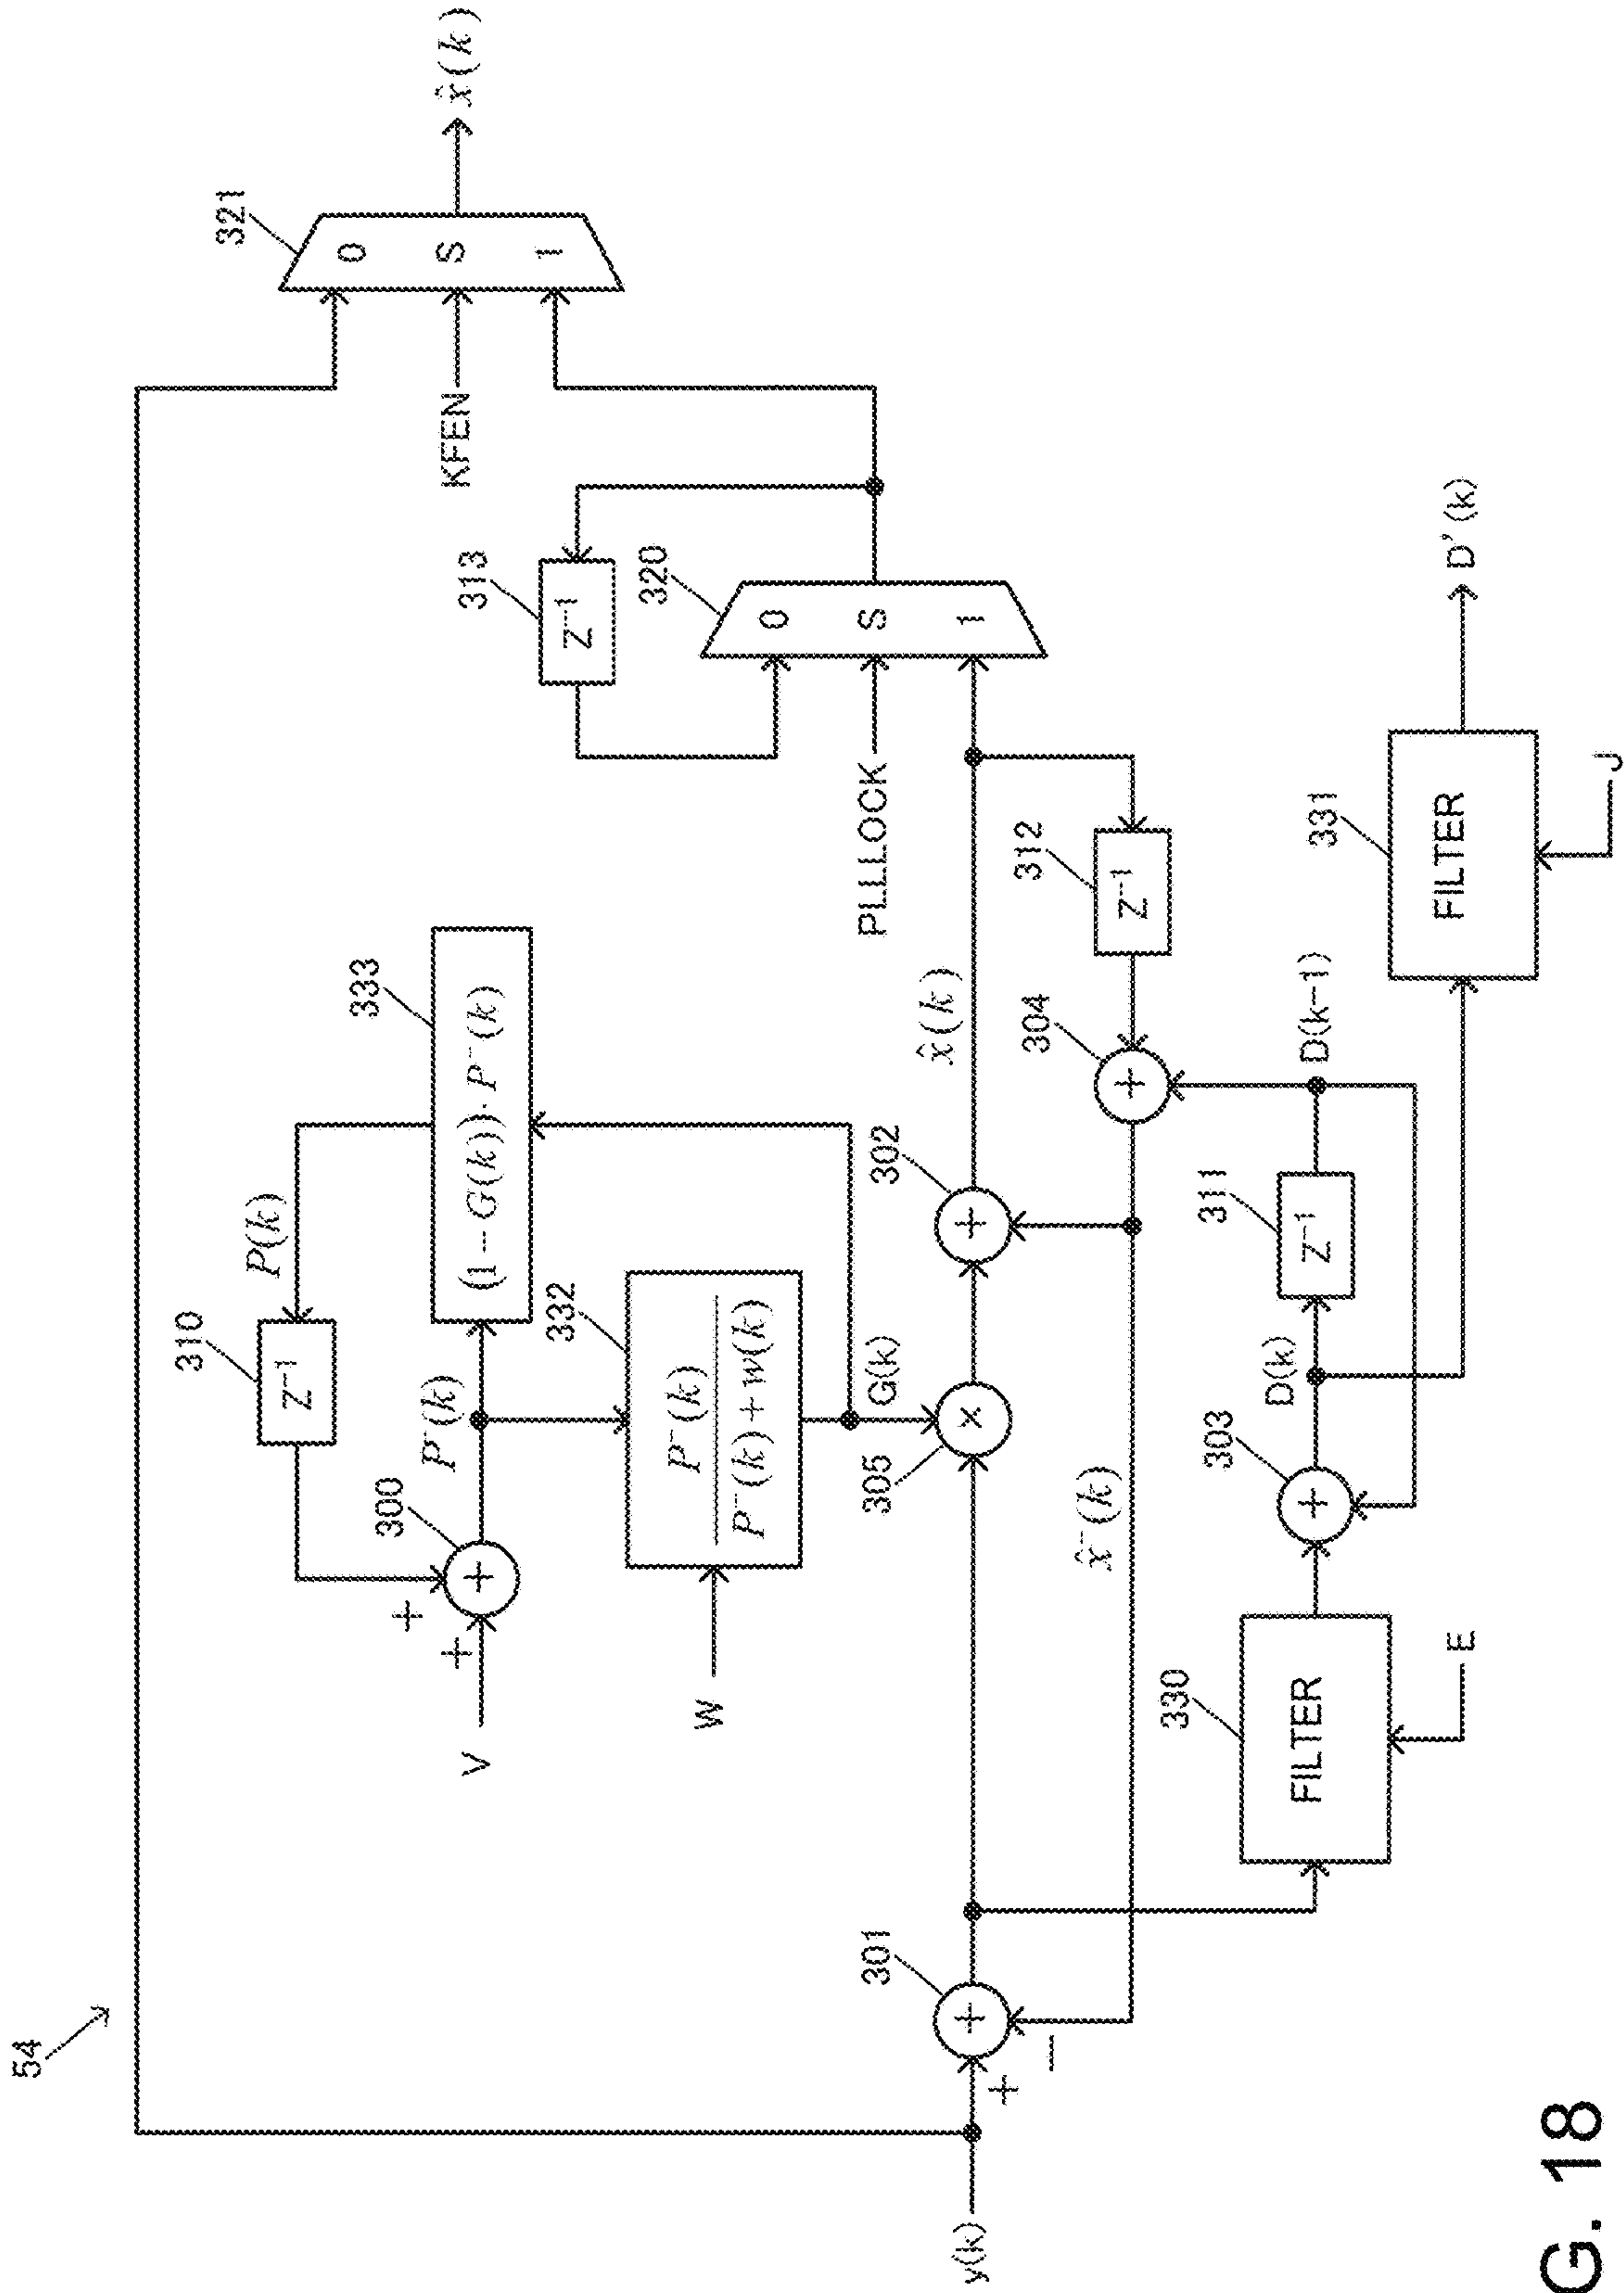 54
321
0
S
1
x̂(k)
KFEN
313
Z⁻¹
320
0
S
1
PLLLOCK
310
Z⁻¹
P(k)
333
(1−G(k))·P⁻(k)
P⁻(k)
300
+
+
+
V
332
P⁻(k)
P⁻(k)+w(k)
W
G(k)
305
×
302
+
x̂(k)
y(k)
301
+
+
−
x̂⁻(k)
304
+
312
Z⁻¹
330
FILTER
E
303
+
D(k)
311
Z⁻¹
D(k−1)
331
FILTER
J
D'(k)
G. 18